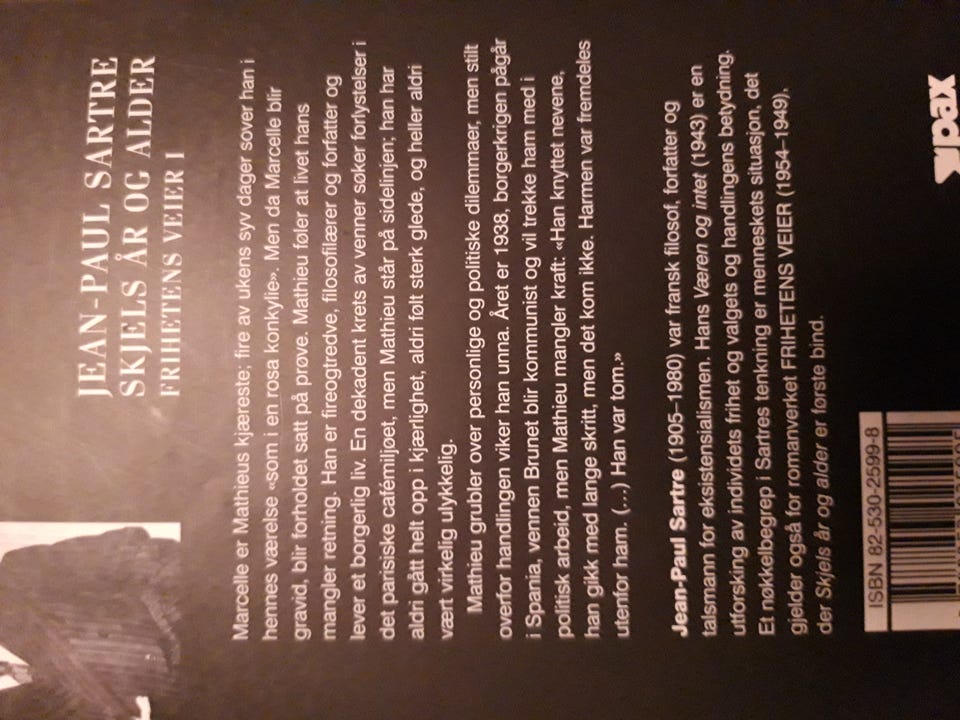 JEAN-PAUL SARTRE
SKJELS ÅR OG ALDER
FRIHETENS VEIER I
Marcelle er Mathieus kjæreste; fire av ukens syv dager sover han i
hennes værelse «som i en rosa konkylie». Men da Marcelle blir
gravid, blir forholdet satt på prøve. Mathieu føler at livet hans
mangler retning. Han er fireogtredve, filosofilærer og forfatter og
lever et borgerlig liv. En dekadent krets av venner søker forlystelser i
det parisiske cafémiljøet, men Mathieu står på sidelinjen; han har
aldri gått helt opp i kjærlighet, aldri følt sterk glede, og heller aldri
vært virkelig ulykkelig.
Mathieu grubler over personlige og politiske dilemmaer, men stilt
overfor handlingen viker han unna. Året er 1938, borgerkrigen pågår
i Spania, vennen Brunet blir kommunist og vil trekke ham med i
politisk arbeid, men Mathieu mangler kraft: «Han knyttet nevene,
han gikk med lange skritt, men det kom ikke. Harmen var fremdeles
utenfor ham. (...) Han var tom.»
Jean-Paul Sartre (1905–1980) var fransk filosof, forfatter og
talsmann for eksistensialismen. Hans Væren og intet (1943) er en
utforsking av individets frihet og valgets og handlingens betydning.
Et nøkkelbegrep i Sartres tenkning er menneskets situasjon, det
gjelder også for romanverket FRIHETENS VEIER (1954–1949),
der Skjels år og alder er første bind.
pax
ISBN 82-530-2599-8